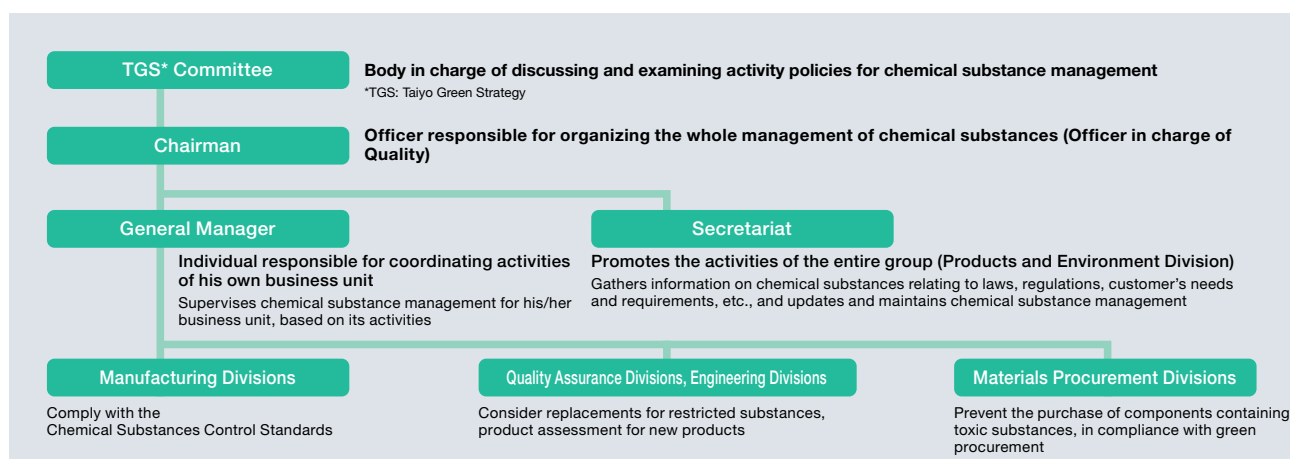 TGS* Committee
Body in charge of discussing and examining activity policies for chemical substance management
*TGS: Taiyo Green Strategy
Chairman
Officer responsible for organizing the whole management of chemical substances (Officer in charge of
Quality)
General Manager
Individual responsible for coordinating activities
of his own business unit
Supervises chemical substance management for his/her
business unit, based on its activities
Secretariat
Promotes the activities of the entire group (Products and Environment Division)
Gathers information on chemical substances relating to laws, regulations, customer's needs
and requirements, etc., and updates and maintains chemical substance management
Manufacturing Divisions
Comply with the
Chemical Substances Control Standards
Quality Assurance Divisions, Engineering Divisions
Consider replacements for restricted substances,
product assessment for new products
Materials Procurement Divisions
Prevent the purchase of components containing
toxic substances, in compliance with green
procurement